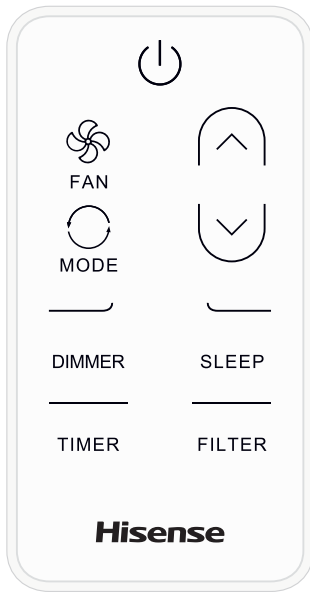 FAN
MODE
DIMMER SLEEP
TIMER FILTER
Hisense